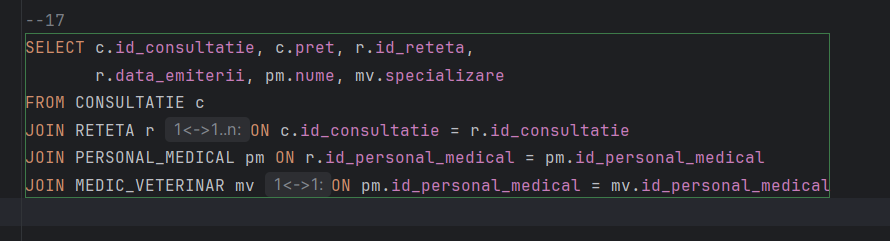 --17
SELECT c.id_consultatie, c.pret, r.id_reteta,
       r.data_emiterii, pm.nume, mv.specializare
FROM CONSULTATIE c
JOIN RETETA r 1<->1..n: ON c.id_consultatie = r.id_consultatie
JOIN PERSONAL_MEDICAL pm ON r.id_personal_medical = pm.id_personal_medical
JOIN MEDIC_VETERINAR mv 1<->1: ON pm.id_personal_medical = mv.id_personal_medical